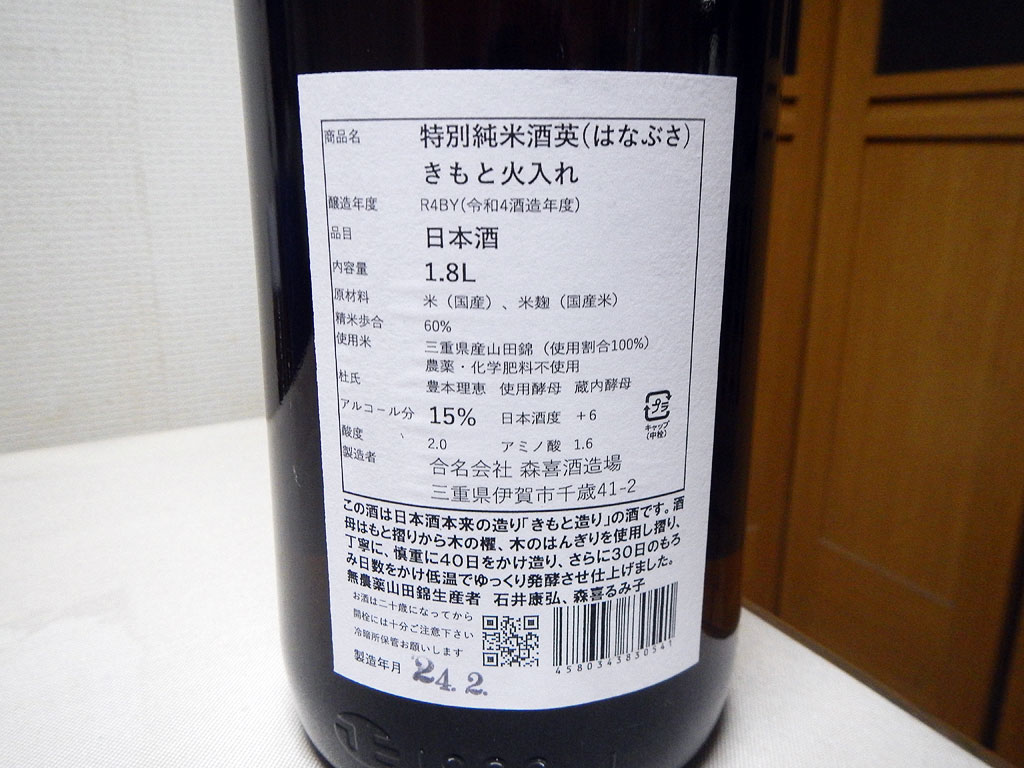 商品名 特別純米酒英(はなぶさ)
きもと火入れ
醸造年度 R4BY(令和4酒造年度)
品目 日本酒
内容量 1.8L
原材料 米(国産)、米麹(国産米)
精米歩合 60%
使用米 三重県産山田錦(使用割合100%)
農薬・化学肥料不使用
杜氏 豊本理恵 使用酵母 蔵内酵母
アルコール分 15% 日本酒度 +6
プラ
キャップ
(中栓)
酸度 2.0 アミノ酸 1.6
製造者 合名会社 森喜酒造場
三重県伊賀市千歳41-2
この酒は日本酒本来の造り「きもと造り」の酒です。酒
母はもと摺りから木の櫂、木のはんぎりを使用し摺り、
丁寧に、慎重に40日をかけ造り、さらに30日のもろ
み日数をかけ低温でゆっくり発酵させ仕上げました。
無農薬山田錦生産者 石井康弘、森喜るみ子
お酒は二十歳になってから
開栓には十分ご注意下さい
冷暗所保管お願いします
4580343830541
製造年月 '24.2.